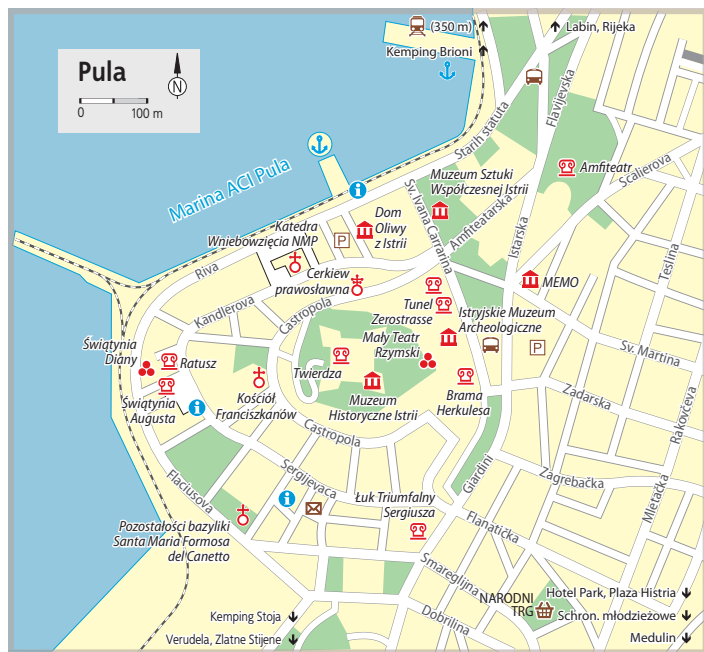 (350 m)
Kemping Brioni
Labin, Rijeka
Pula
N
0
100 m
Flavijevska
Starih statuta
Amfiteatr
Scalierova
Muzeum Sztuki
Współczesnej Istrii
Marina ACI Pula
Sv. Ivana Carrarina
Amfiteatarska
Istarska
Teslina
Dom
Oliwy
z Istrii
P
Katedra
Wniebowzięcia NMP
Riva
Cerkiew
prawosławna
MEMO
Kandlerova
Castropola
Tunel
Zerostrasse
Istryjskie Muzeum
Archeologiczne
Mały Teatr
Rzymski
P
Sv. Martina
Świątynia
Diany
Ratusz
Twierdza
Świątynia
Augusta
Kościół
Franciszkanów
Muzeum
Historyczne Istrii
Brama
Herkulesa
Zadarska
Rakovčeva
Castropola
Giardini
Zagrebačka
Mletačka
Flaciusova
Sergijevaca
Łuk Triumfalny
Sergiusza
Flanatička
Pozostałości bazyliki
Santa Maria Formosa
del Canetto
Smareglijna
Dobrilina
NARODNI
TRG
Hotel Park, Plaza Histria
Schron. młodzieżowe
Medulin
Kemping Stoja
Verudela, Zlatne Stijene